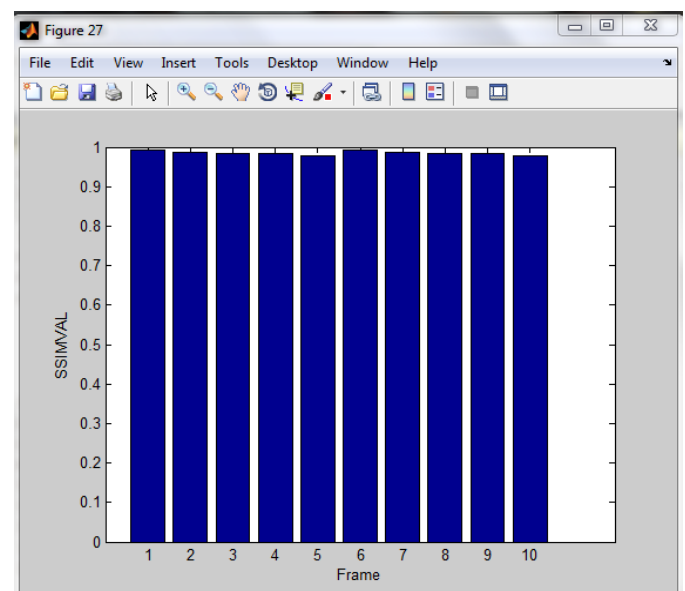 Figure 27
File Edit View Insert Tools Desktop Window Help
1
0.9
0.8
0.7
0.6
0.5
0.4
0.3
0.2
0.1
0
SSIMVAL
1 2 3 4 5 6 7 8 9 10
Frame